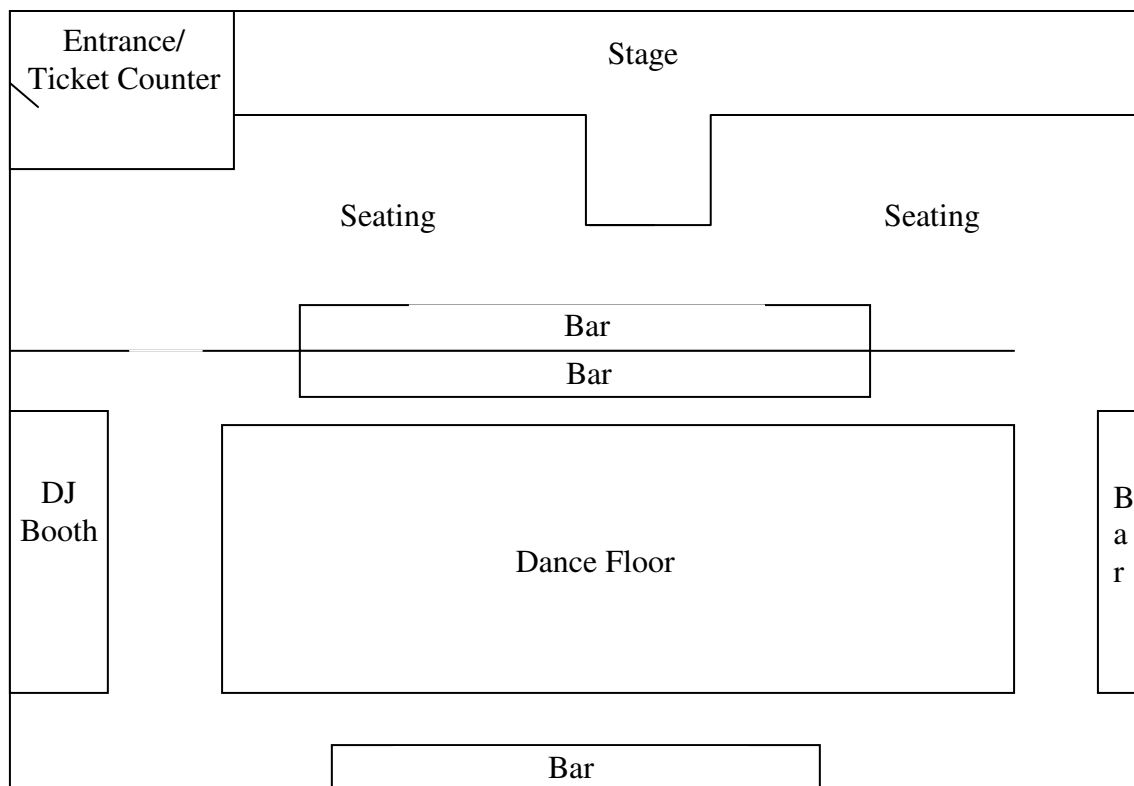 Entrance/
Ticket Counter
Stage
Seating
Seating
Bar
Bar
DJ
Booth
B
a
r
Dance Floor
Bar